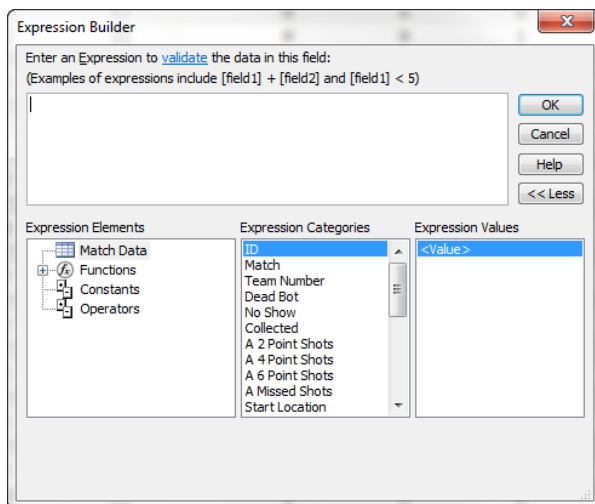 Expression Builder
Enter an Expression to validate the data in this field:
(Examples of expressions include [field1] + [field2] and [field1] < 5)
OK
Cancel
Help
<< Less
Expression Elements
Match Data
Functions
Constants
Operators
Expression Categories
ID
Match
Team Number
Dead Bot
No Show
Collected
A 2 Point Shots
A 4 Point Shots
A 6 Point Shots
A Missed Shots
Start Location
Expression Values
<Value>